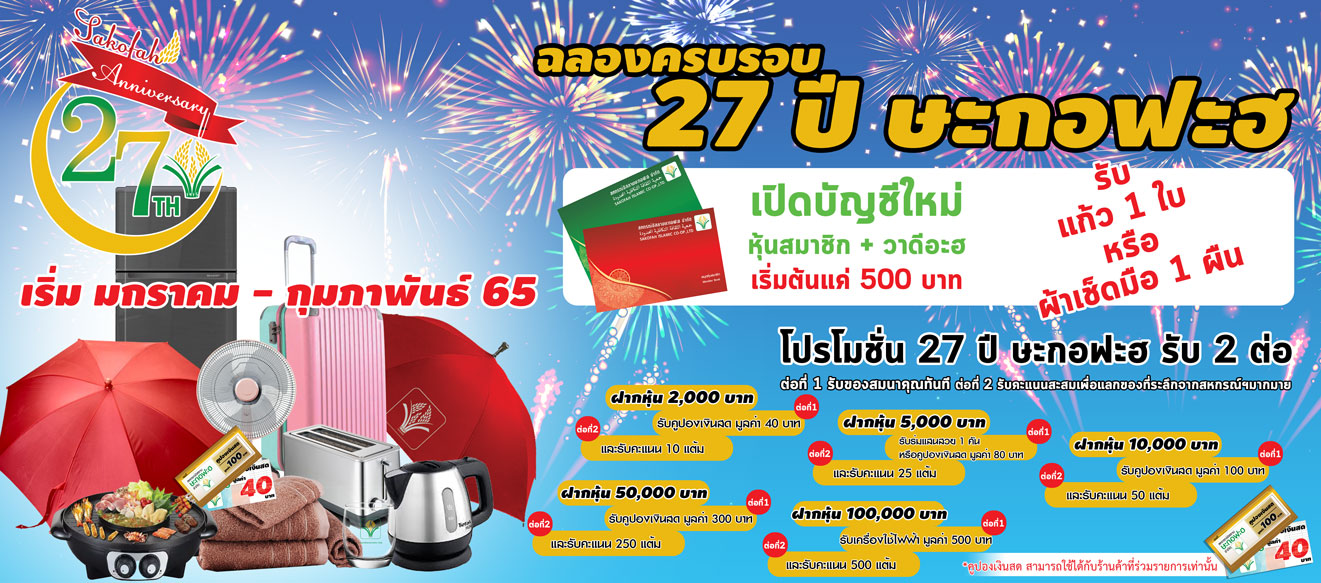 Sakofah
Anniversary
27TH
ฉลองครบรอบ
27 ปี ษะกอฟะฮ
เริ่ม มกราคม – กุมภาพันธ์ 65
SAKOFAH ISLAMIC CO-OP.,LTD
SAKOFAH ISLAMIC CO-OP.,LTD
เปิดบัญชีใหม่
หุ้นสมาชิก + วาดีอะฮ
เริ่มต้นแค่ 500 บาท
รับ
แก้ว 1 ใบ
หรือ
ผ้าเช็ดมือ 1 ผืน
โปรโมชั่น 27 ปี ษะกอฟะฮ รับ 2 ต่อ
ต่อที่ 1 รับของสมนาคุณทันที ต่อที่ 2 รับคะแนนสะสมเพื่อแลกของที่ระลึกจากสหกรณ์ฯมากมาย
ฝากหุ้น 2,000 บาท
ต่อที่1
รับคูปองเงินสด มูลค่า 40 บาท
ต่อที่2
และรับคะแนน 10 แต้ม
ฝากหุ้น 5,000 บาท
ต่อที่1
รับร่มแสนสวย 1 คัน
หรือคูปองเงินสด มูลค่า 80 บาท
ต่อที่2
และรับคะแนน 25 แต้ม
ฝากหุ้น 10,000 บาท
ต่อที่1
รับคูปองเงินสด มูลค่า 100 บาท
ต่อที่2
และรับคะแนน 50 แต้ม
ฝากหุ้น 50,000 บาท
ต่อที่1
รับคูปองเงินสด มูลค่า 300 บาท
ต่อที่2
และรับคะแนน 250 แต้ม
ฝากหุ้น 100,000 บาท
ต่อที่1
รับเครื่องใช้ไฟฟ้า มูลค่า 500 บาท
ต่อที่2
และรับคะแนน 500 แต้ม
*คูปองเงินสด สามารถใช้ได้กับร้านค้าที่ร่วมรายการเท่านั้น
100
40
บาท
100
40
บาท